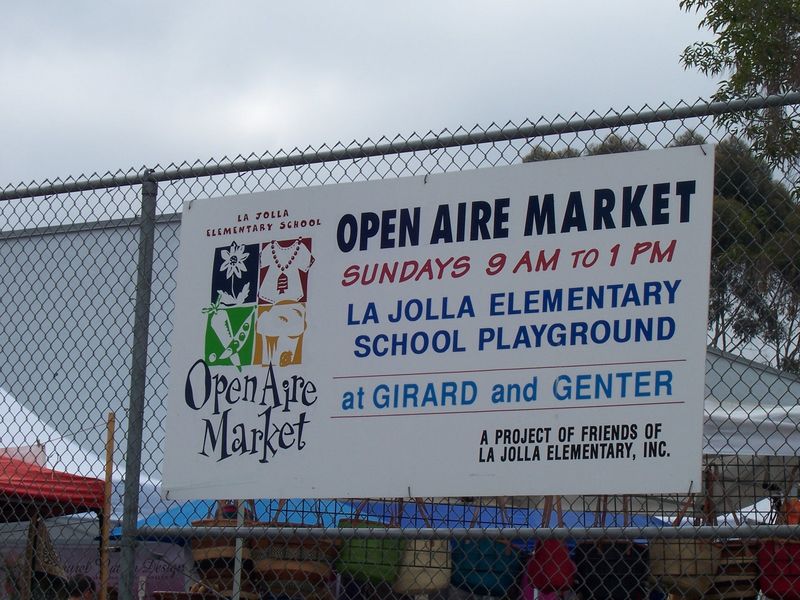 LA JOLLA
ELEMENTARY SCHOOL
Open Aire
Market
OPEN AIRE MARKET
SUNDAYS 9 AM TO 1 PM
LA JOLLA ELEMENTARY
SCHOOL PLAYGROUND
at GIRARD and GENTER
A PROJECT OF FRIENDS OF
LA JOLLA ELEMENTARY, INC.
Design